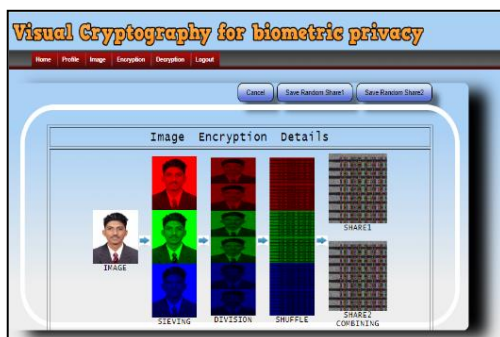 Visual Cryptography for biometric privacy
Home Profile Image Encryption Decryption Logout
Cancel Save Random Share1 Save Random Share2
Image Encryption Details
SHARE1
IMAGE
SIEVING DIVISION SHUFFLE SHARE2
COMBINING